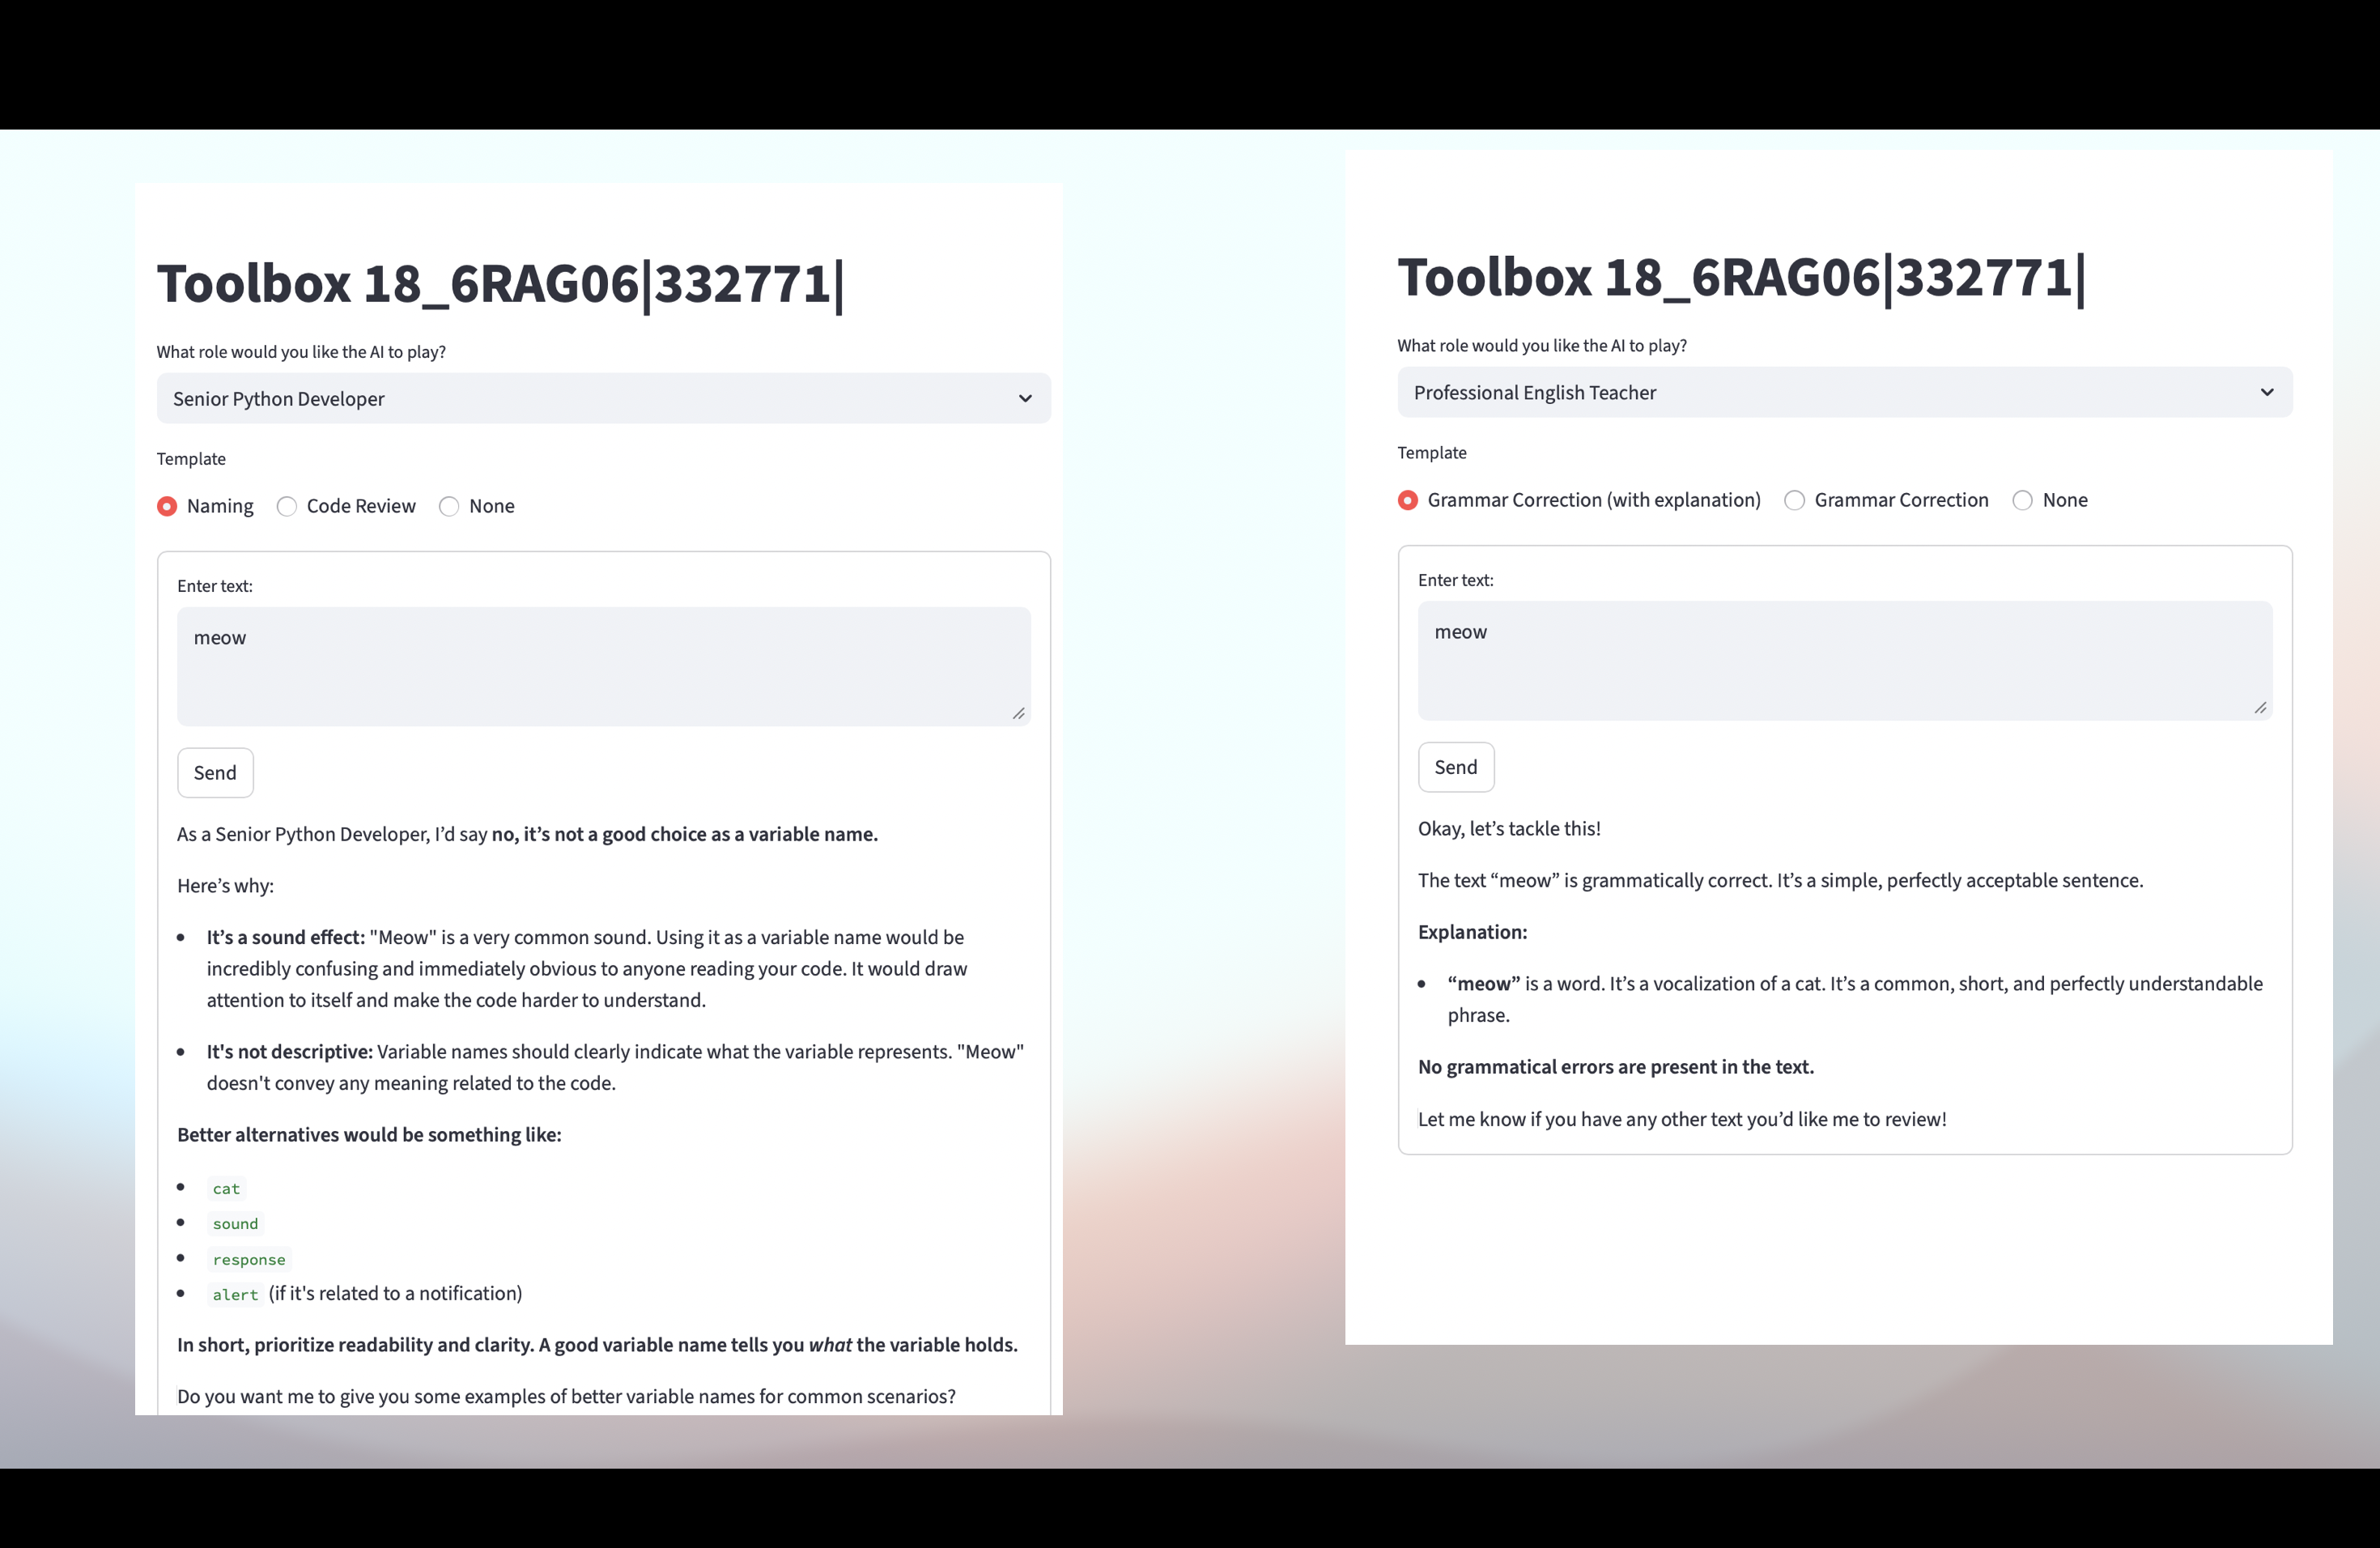 Toolbox 18_6RAG06|332771|
What role would you like the AI to play?
Senior Python Developer
Template
Naming Code Review None
Enter text:
meow
Send
As a Senior Python Developer, I’d say no, it’s not a good choice as a variable name.
Here’s why:
It’s a sound effect: "Meow" is a very common sound. Using it as a variable name would be
incredibly confusing and immediately obvious to anyone reading your code. It would draw
attention to itself and make the code harder to understand.
It's not descriptive: Variable names should clearly indicate what the variable represents. "Meow"
doesn't convey any meaning related to the code.
Better alternatives would be something like:
cat
sound
response
alert (if it's related to a notification)
In short, prioritize readability and clarity. A good variable name tells you what the variable holds.
Do you want me to give you some examples of better variable names for common scenarios?
Toolbox 18_6RAG06|332771|
What role would you like the AI to play?
Professional English Teacher
Template
Grammar Correction (with explanation) Grammar Correction None
Enter text:
meow
Send
Okay, let’s tackle this!
The text “meow” is grammatically correct. It’s a simple, perfectly acceptable sentence.
Explanation:
“meow” is a word. It’s a vocalization of a cat. It’s a common, short, and perfectly understandable
phrase.
No grammatical errors are present in the text.
Let me know if you have any other text you’d like me to review!